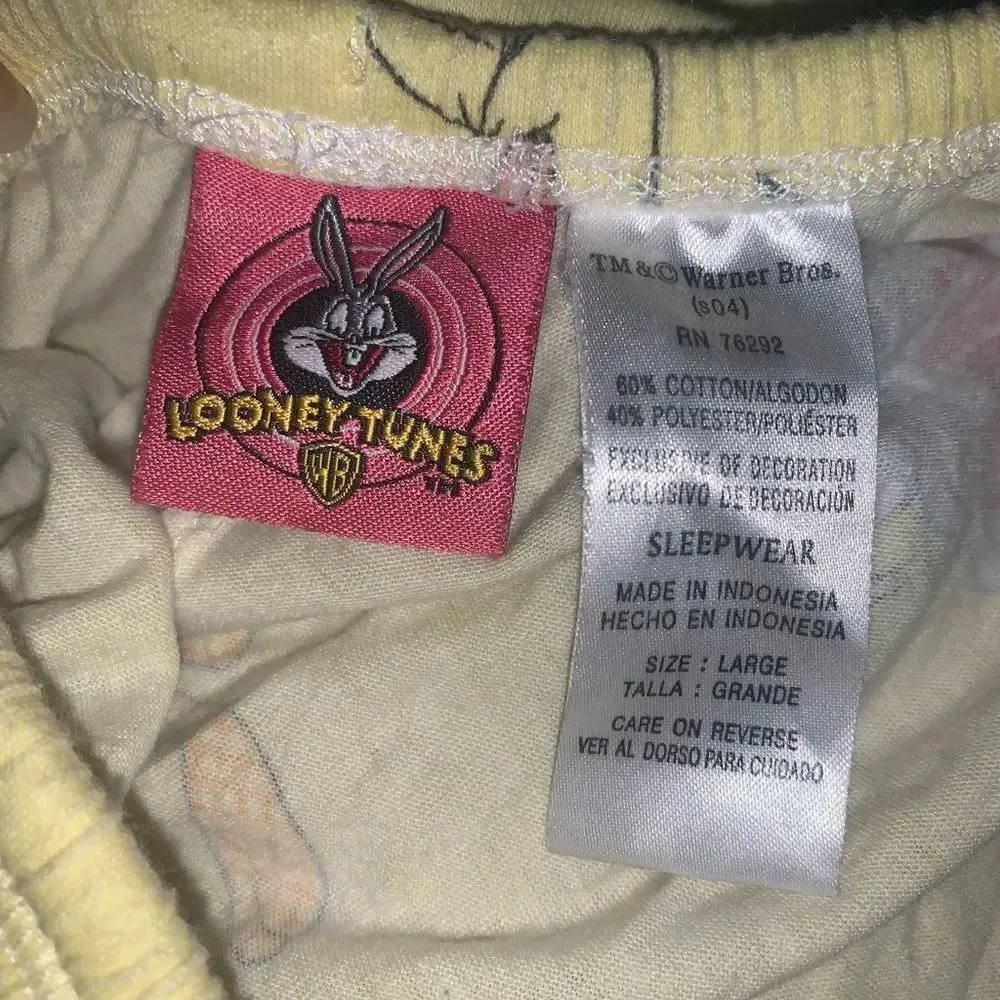 LOONEY TUNES
WB
TM
TM & © Warner Bros.
(s04)
RN 76292
60% COTTON/ALGODON
40% POLYESTER/POLIÉSTER
EXCLUSIVE OF DECORATION
EXCLUSIVO DE DECORACIÓN
SLEEPWEAR
MADE IN INDONESIA
HECHO EN INDONESIA
SIZE : LARGE
TALLA : GRANDE
CARE ON REVERSE
VER AL DORSO PARA CUIDADO